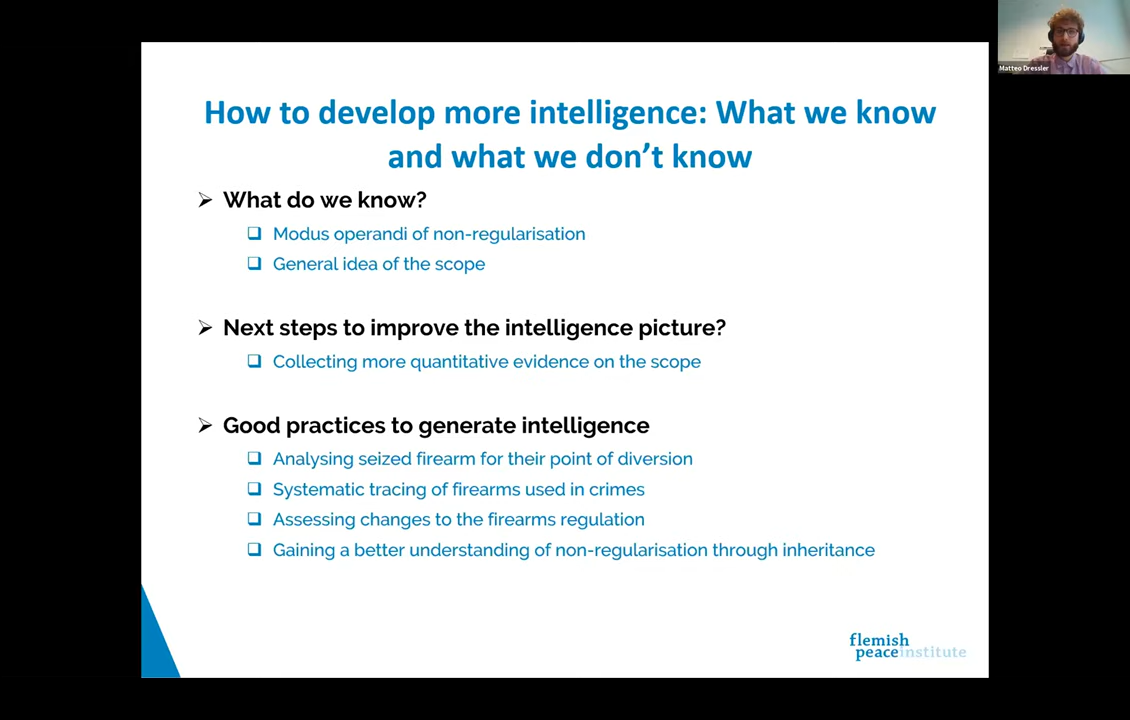 Matteo Dressler
How to develop more intelligence: What we know
and what we don't know
➢ What do we know?
❑ Modus operandi of non-regularisation
❑ General idea of the scope
➢ Next steps to improve the intelligence picture?
❑ Collecting more quantitative evidence on the scope
➢ Good practices to generate intelligence
❑ Analysing seized firearm for their point of diversion
❑ Systematic tracing of firearms used in crimes
❑ Assessing changes to the firearms regulation
❑ Gaining a better understanding of non-regularisation through inheritance
flemish
peaceinstitute